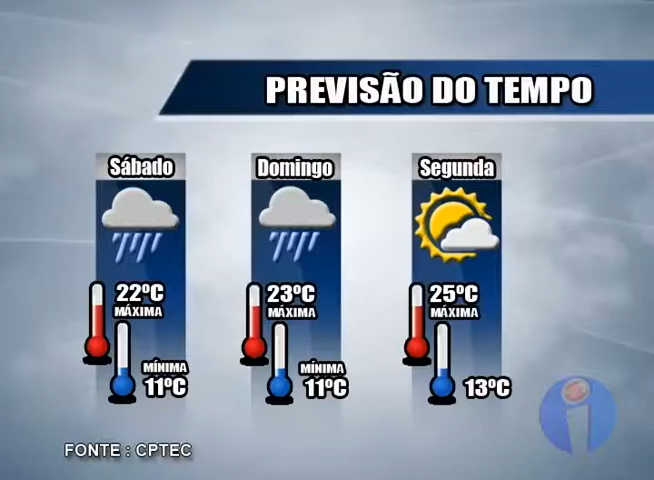 PREVISÃO DO TEMPO
Sábado
22ºC
MÁXIMA
MÍNIMA
11ºC
Domingo
23ºC
MÁXIMA
MÍNIMA
11ºC
Segunda
25ºC
MÁXIMA
13ºC
FONTE : CPTEC